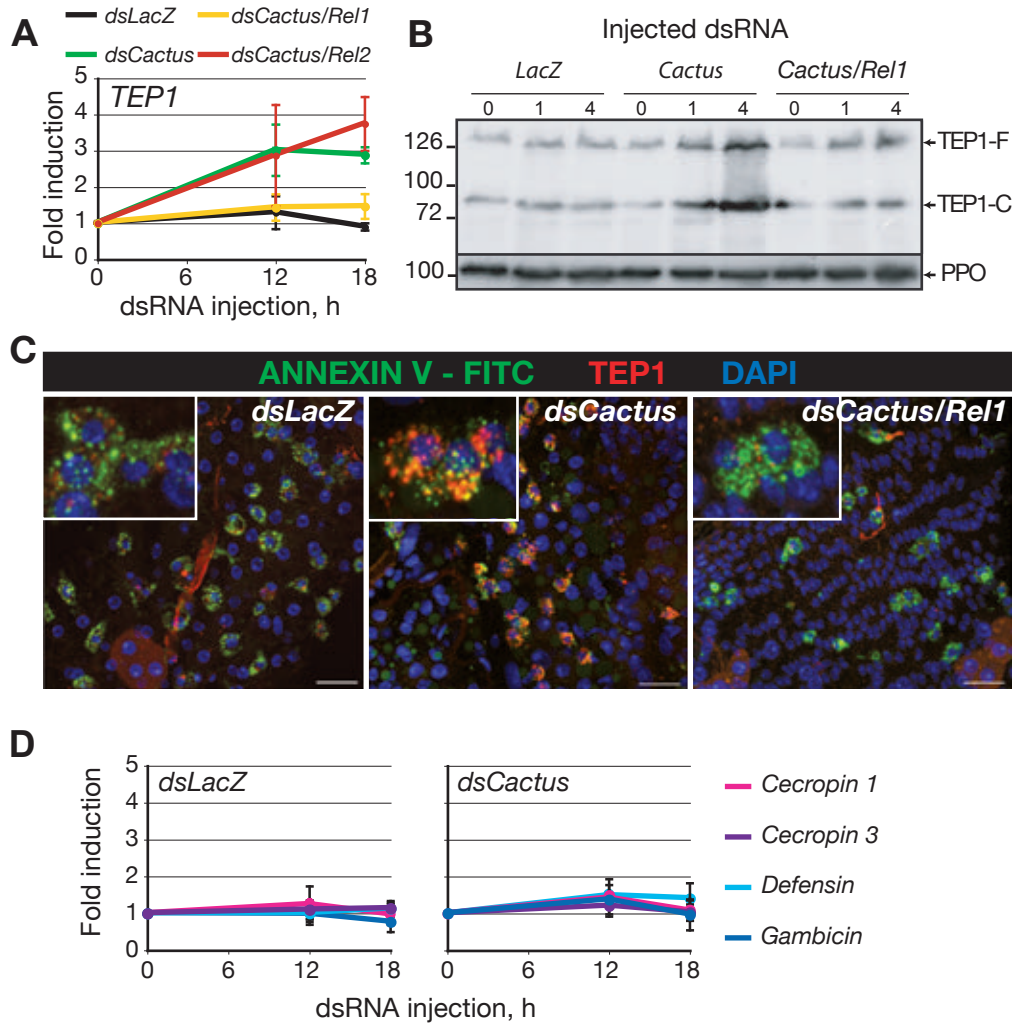 A
dsLacZ dsCactus/Rel1
dsCactus dsCactus/Rel2
TEP1
Fold induction
5
4
3
2
1
0
0 6 12 18
dsRNA injection, h
B
Injected dsRNA
LacZ Cactus Cactus/Rel1
0 1 4 0 1 4 0 1 4
126 TEP1-F
100
72 TEP1-C
100 PPO
C
ANNEXIN V - FITC TEP1 DAPI
dsLacZ dsCactus dsCactus/Rel1
D
Fold induction
5
4
3
2
1
0
dsLacZ dsCactus
0 6 12 18 0 6 12 18
dsRNA injection, h
Cecropin 1
Cecropin 3
Defensin
Gambicin